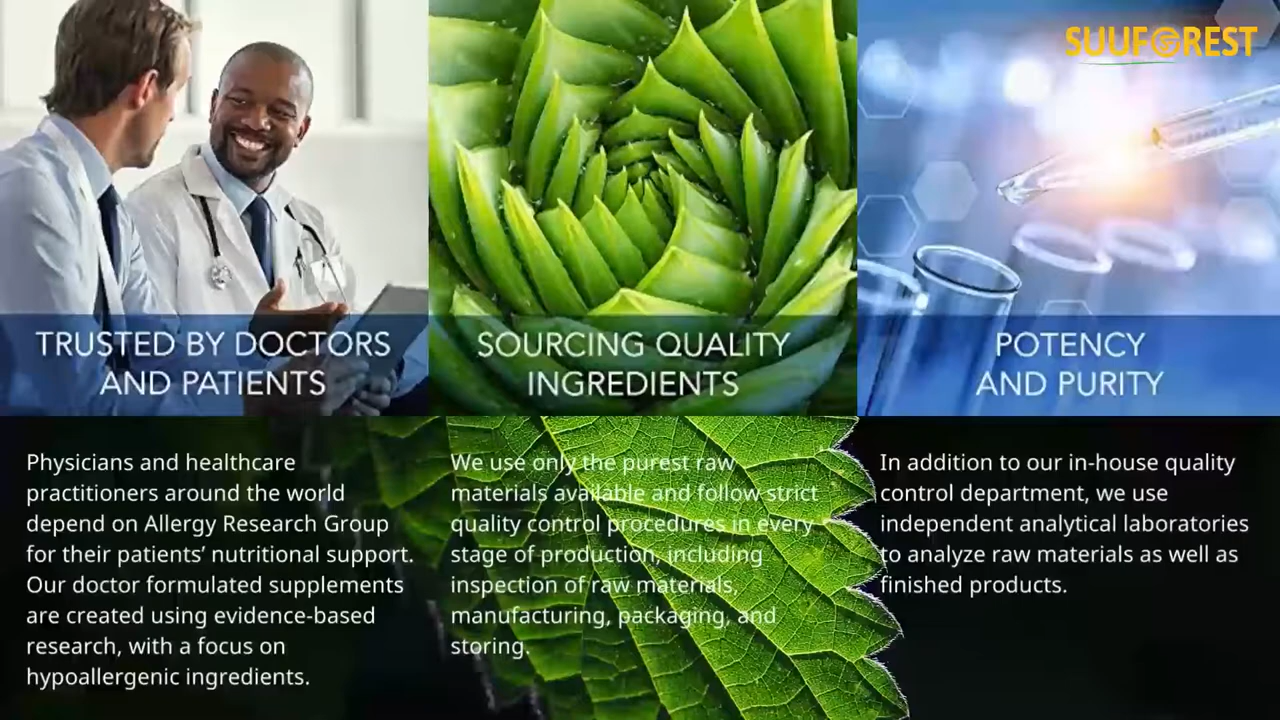 SUUFOREST
TRUSTED BY DOCTORS
AND PATIENTS
SOURCING QUALITY
INGREDIENTS
POTENCY
AND PURITY
Physicians and healthcare
practitioners around the world
depend on Allergy Research Group
for their patients’ nutritional support.
Our doctor formulated supplements
are created using evidence-based
research, with a focus on
hypoallergenic ingredients.
We use only the purest raw
materials available and follow strict
quality control procedures in every
stage of production, including
inspection of raw materials,
manufacturing, packaging, and
storing.
In addition to our in-house quality
control department, we use
independent analytical laboratories
to analyze raw materials as well as
finished products.